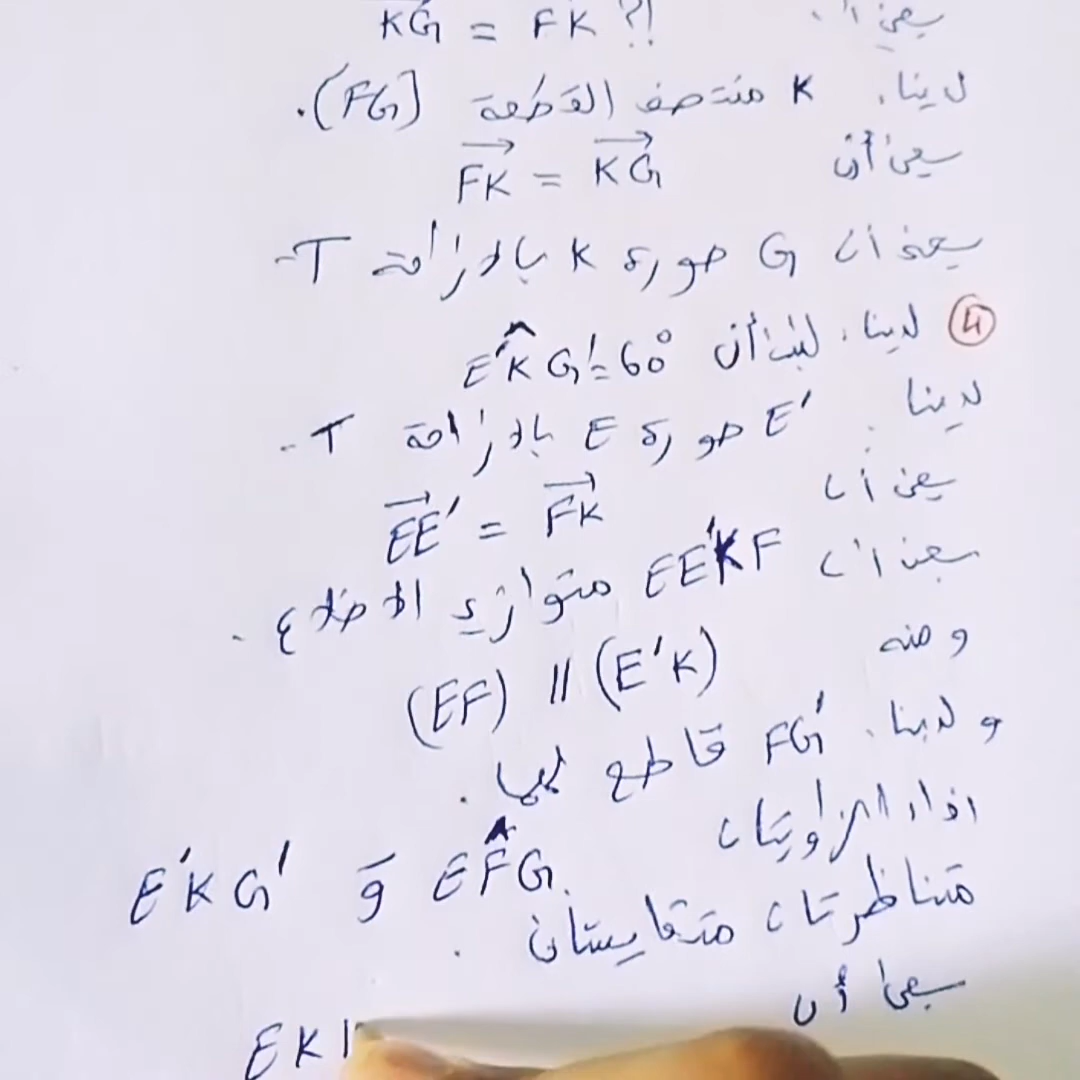 يعني أن KG = FK ?!
لدينا. K منتصف القطعة [FG].
يعني أن
FK = KG
يعني أن G صورة K بالإزاحة T-
④ لدينا. لنبين أن E'KG'=60°
لدينا. E' صورة E بالإزاحة T-
يعني أن
EE' = FK
يعني أن EE'KF متوازي الأضلاع.
ومنه
(EF) // (E'K)
و لدينا. FG' قاطع لهما.
إذن الزاويتان
E'KG' و EFG.
متناظرتان متقايستان.
يعني أن
EK